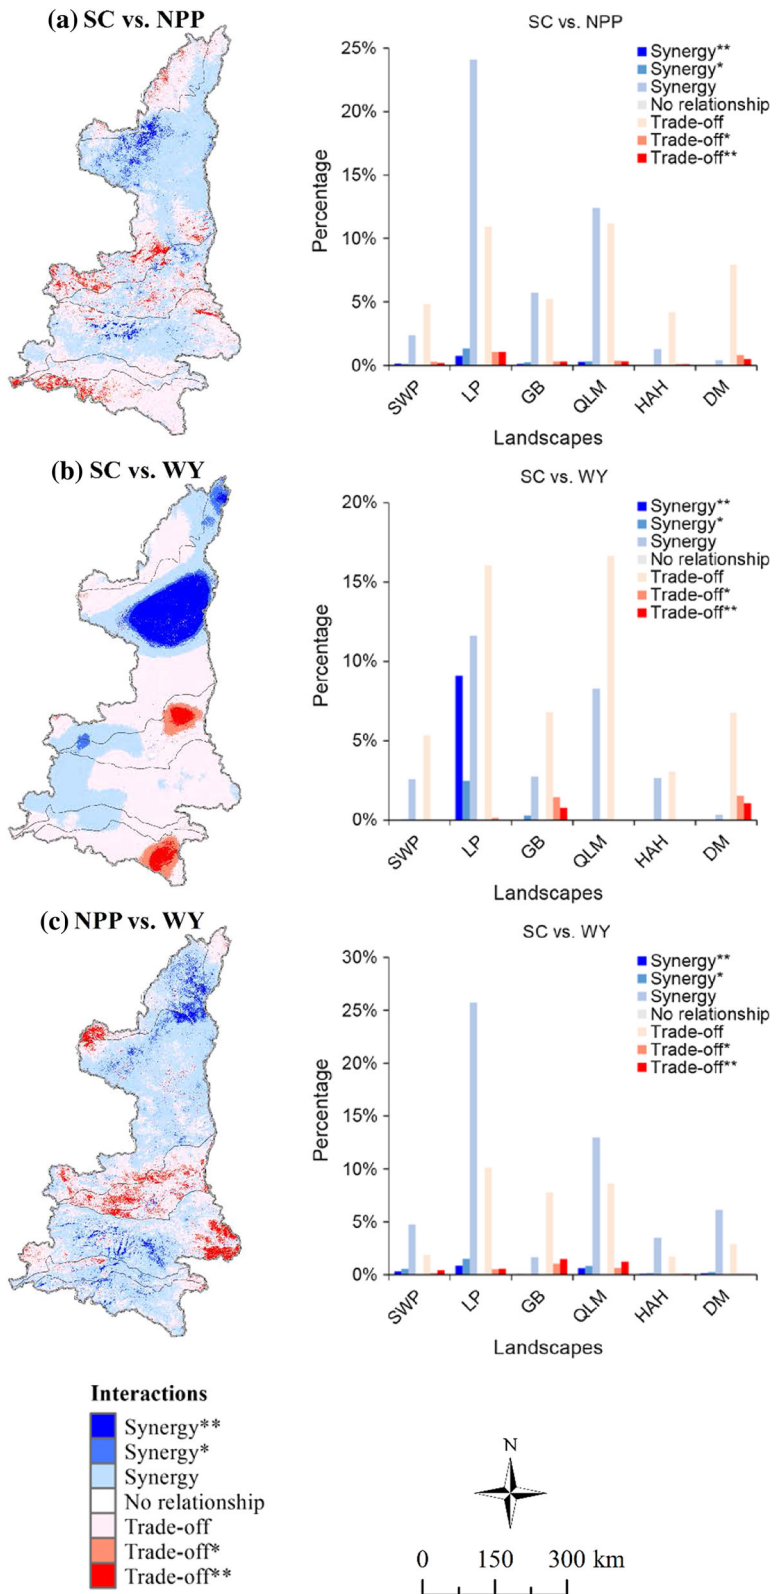 (a) SC vs. NPP
SC vs. NPP
25%
20%
15%
10%
5%
0%
Percentage
Synergy**
Synergy*
Synergy
No relationship
Trade-off
Trade-off*
Trade-off**
SWP
LP
GB
QLM
HAH
DM
Landscapes
(b) SC vs. WY
SC vs. WY
20%
15%
10%
5%
0%
Percentage
Synergy**
Synergy*
Synergy
No relationship
Trade-off
Trade-off*
Trade-off**
SWP
LP
GB
QLM
HAH
DM
Landscapes
(c) NPP vs. WY
SC vs. WY
30%
25%
20%
15%
10%
5%
0%
Percentage
Synergy**
Synergy*
Synergy
No relationship
Trade-off
Trade-off*
Trade-off**
SWP
LP
GB
QLM
HAH
DM
Landscapes
Interactions
Synergy**
Synergy*
Synergy
No relationship
Trade-off
Trade-off*
Trade-off**
N
0 150 300 km